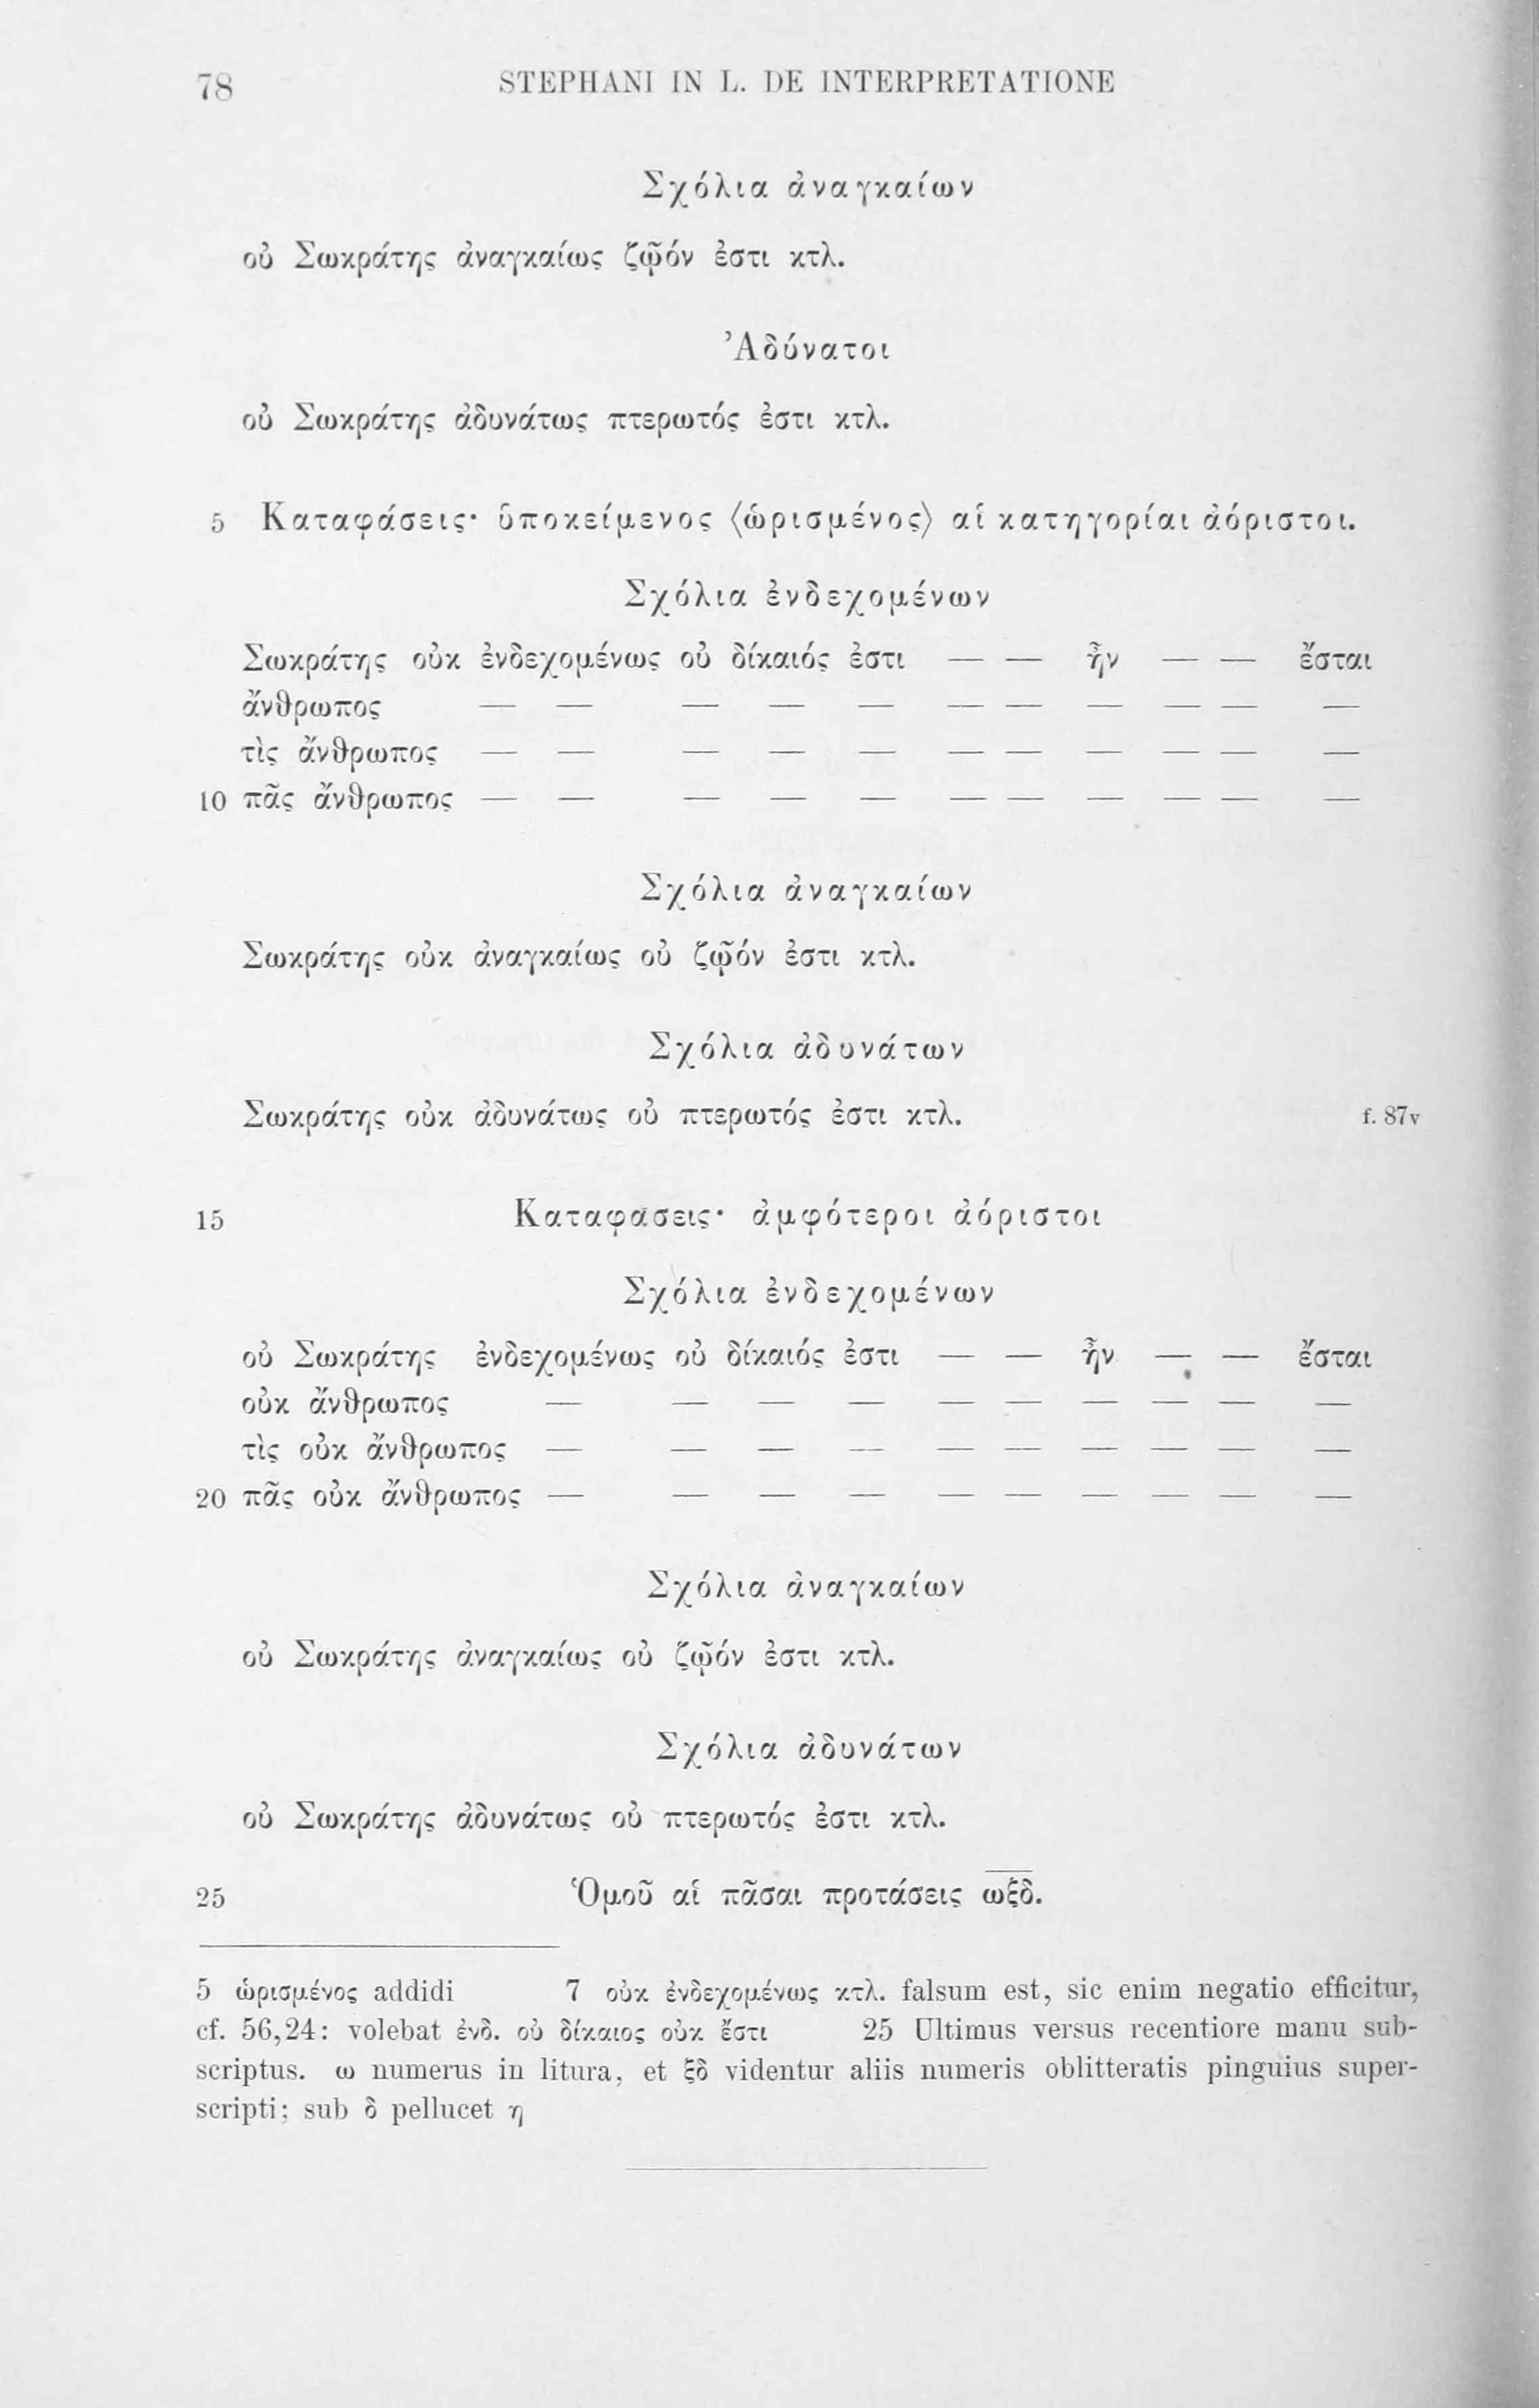 78 STEPHANI IN L. DE INTERPRETATIONE
Σχόλια ἀναγκαίων
οὐ Σωκράτης ἀναγκαίως ζῷόν ἐστι κτλ.
Ἀδύνατοι
οὐ Σωκράτης ἀδυνάτως πτερωτός ἐστι κτλ.
5 Καταφάσεις· ὑποκείμενος ⟨ὡρισμένος⟩ αἱ κατηγορίαι ἀόριστοι.
Σχόλια ἐνδεχομένων
Σωκράτης οὐκ ἐνδεχομένως οὐ δίκαιός ἐστι — — ἦν — — ἔσται
ἄνθρωπος — — — — — — — — — — —
τὶς ἄνθρωπος — — — — — — — — — — —
10 πᾶς ἄνθρωπος — — — — — — — — — — —
Σχόλια ἀναγκαίων
Σωκράτης οὐκ ἀναγκαίως οὐ ζῷόν ἐστι κτλ.
Σχόλια ἀδυνάτων
Σωκράτης οὐκ ἀδυνάτως οὐ πτερωτός ἐστι κτλ. f. 87v
15 Καταφασεις· ἀμφότεροι ἀόριστοι
Σχόλια ἐνδεχομένων
οὐ Σωκράτης ἐνδεχομένως οὐ δίκαιός ἐστι — — ἦν — — ἔσται
οὐκ ἄνθρωπος — — — — — — — — — —
τὶς οὐκ ἄνθρωπος — — — — — — — — — —
20 πᾶς οὐκ ἄνθρωπος — — — — — — — — — —
Σχόλια ἀναγκαίων
οὐ Σωκράτης ἀναγκαίως οὐ ζῷόν ἐστι κτλ.
Σχόλια ἀδυνάτων
οὐ Σωκράτης ἀδυνάτως οὐ πτερωτός ἐστι κτλ.
25 Ὁμοῦ αἱ πᾶσαι προτάσεις ω̅ξ̅δ̅.
5 ὡρισμένος addidi 7 οὐκ ἐνδεχομένως κτλ. falsum est, sic enim negatio efficitur,
cf. 56,24: volebat ἐνδ. οὐ δίκαιος οὐκ ἔστι 25 Ultimus versus recentiore manu sub-
scriptus. ω numerus in litura, et ξδ videntur aliis numeris oblitteratis pinguius super-
scripti; sub δ pellucet η